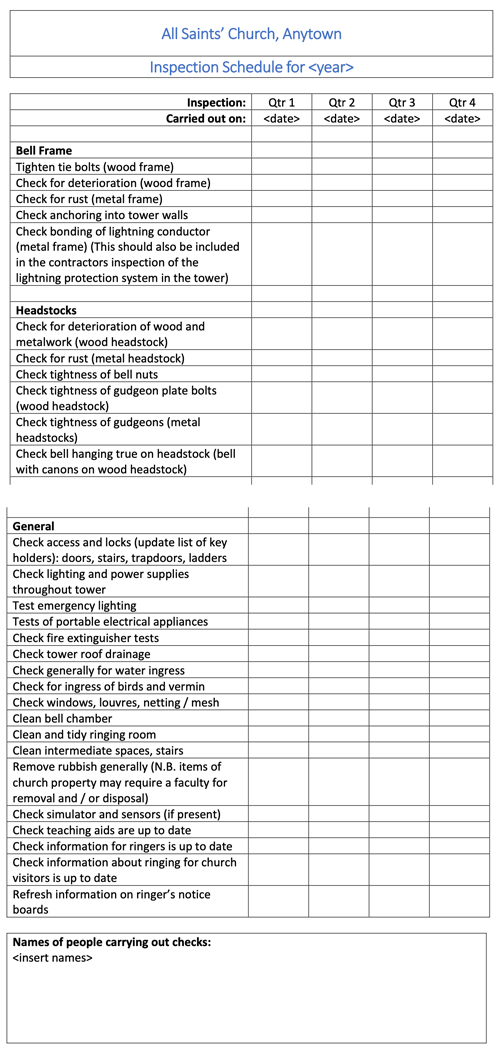 All Saints’ Church, Anytown
Inspection Schedule for <year>
Inspection: Qtr 1 Qtr 2 Qtr 3 Qtr 4
Carried out on: <date> <date> <date> <date>
Bell Frame
Tighten tie bolts (wood frame)
Check for deterioration (wood frame)
Check for rust (metal frame)
Check anchoring into tower walls
Check bonding of lightning conductor
(metal frame) (This should also be included
in the contractors inspection of the
lightning protection system in the tower)
Headstocks
Check for deterioration of wood and
metalwork (wood headstock)
Check for rust (metal headstock)
Check tightness of bell nuts
Check tightness of gudgeon plate bolts
(wood headstock)
Check tightness of gudgeons (metal
headstocks)
Check bell hanging true on headstock (bell
with canons on wood headstock)
General
Check access and locks (update list of key
holders): doors, stairs, trapdoors, ladders
Check lighting and power supplies
throughout tower
Test emergency lighting
Tests of portable electrical appliances
Check fire extinguisher tests
Check tower roof drainage
Check generally for water ingress
Check for ingress of birds and vermin
Check windows, louvres, netting / mesh
Clean bell chamber
Clean and tidy ringing room
Clean intermediate spaces, stairs
Remove rubbish generally (N.B. items of
church property may require a faculty for
removal and / or disposal)
Check simulator and sensors (if present)
Check teaching aids are up to date
Check information for ringers is up to date
Check information about ringing for church
visitors is up to date
Refresh information on ringer’s notice
boards
Names of people carrying out checks:
<insert names>